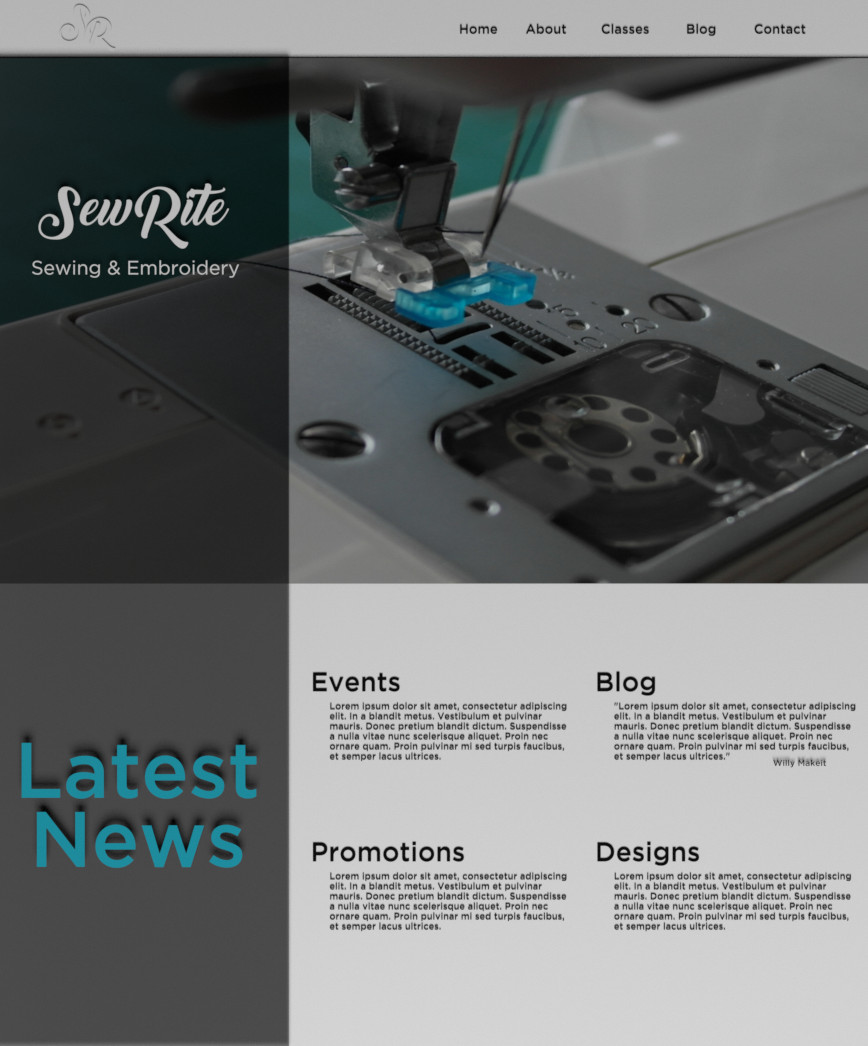 SR
Home About Classes Blog Contact
SewRite
Sewing & Embroidery
20
10
Latest
News
Events
Lorem ipsum dolor sit amet, consectetur adipiscing
elit. In a blandit metus. Vestibulum et pulvinar
mauris. Donec pretium blandit dictum. Suspendisse
a nulla vitae nunc scelerisque aliquet. Proin nec
ornare quam. Proin pulvinar mi sed turpis faucibus,
et semper lacus ultrices.
Blog
"Lorem ipsum dolor sit amet, consectetur adipiscing
elit. In a blandit metus. Vestibulum et pulvinar
mauris. Donec pretium blandit dictum. Suspendisse
a nulla vitae nunc scelerisque aliquet. Proin nec
ornare quam. Proin pulvinar mi sed turpis faucibus,
et semper lacus ultrices."
Willy Makeit
Promotions
Lorem ipsum dolor sit amet, consectetur adipiscing
elit. In a blandit metus. Vestibulum et pulvinar
mauris. Donec pretium blandit dictum. Suspendisse
a nulla vitae nunc scelerisque aliquet. Proin nec
ornare quam. Proin pulvinar mi sed turpis faucibus,
et semper lacus ultrices.
Designs
Lorem ipsum dolor sit amet, consectetur adipiscing
elit. In a blandit metus. Vestibulum et pulvinar
mauris. Donec pretium blandit dictum. Suspendisse
a nulla vitae nunc scelerisque aliquet. Proin nec
ornare quam. Proin pulvinar mi sed turpis faucibus,
et semper lacus ultrices.